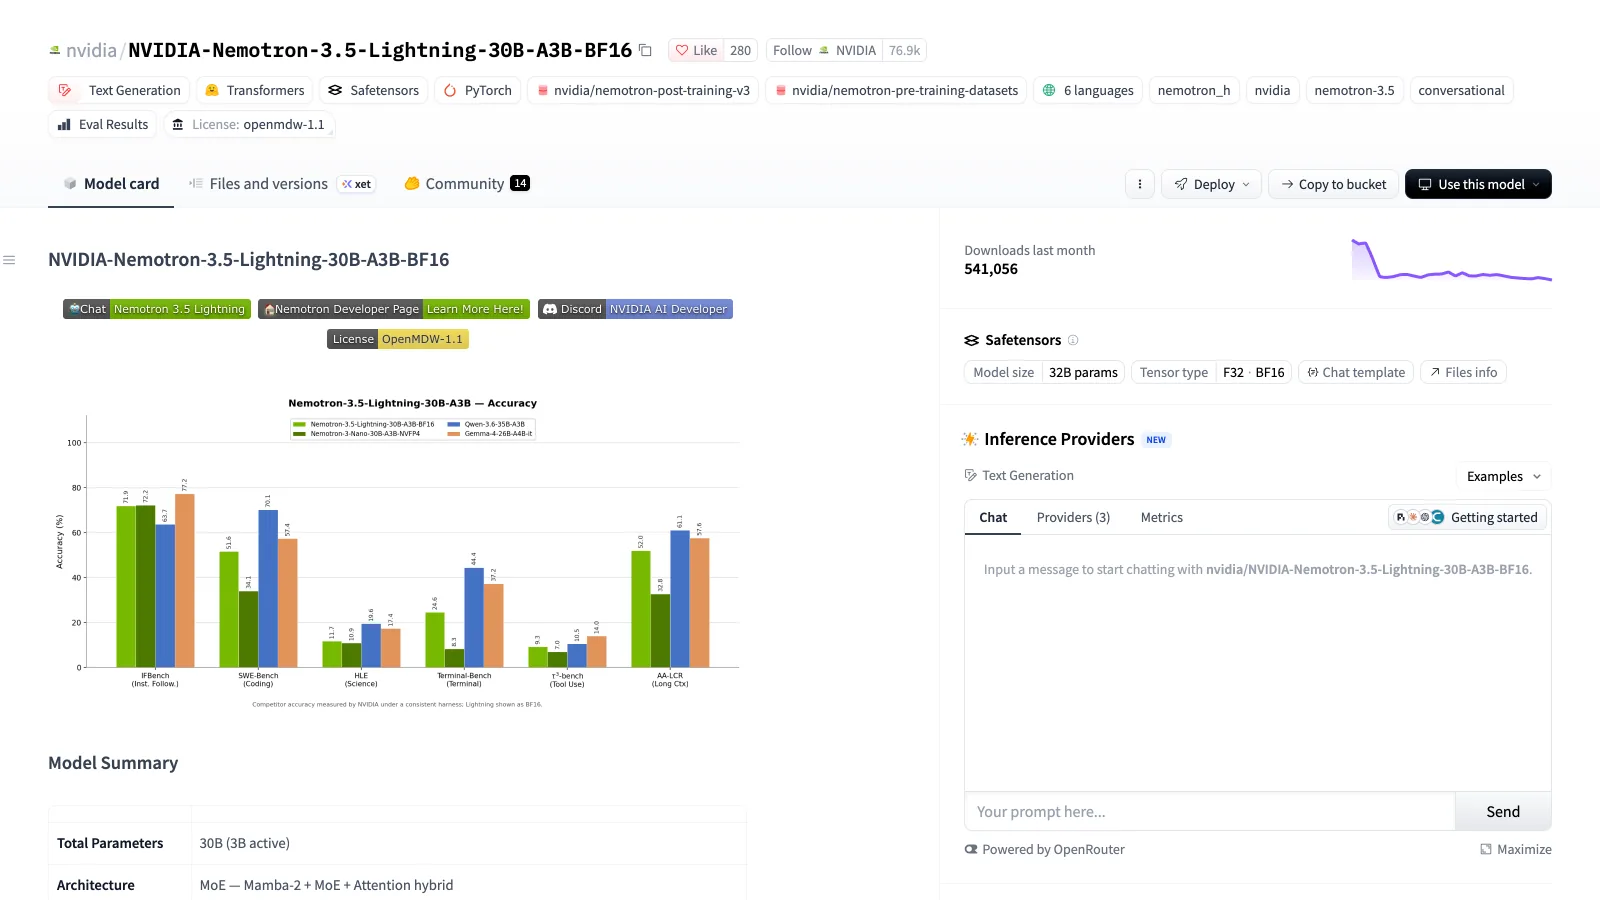 nvidia/NVIDIA-Nemotron-3.5-Lightning-30B-A3B-BF16 Like 280 Follow NVIDIA 76.9k
Text Generation Transformers Safetensors PyTorch nvidia/nemotron-post-training-v3 nvidia/nemotron-pre-training-datasets 6 languages nemotron_h nvidia nemotron-3.5 conversational
Eval Results License: openmdw-1.1
Model card Files and versions xet Community 14 Deploy Copy to bucket Use this model
NVIDIA-Nemotron-3.5-Lightning-30B-A3B-BF16
Chat Nemotron 3.5 Lightning Nemotron Developer Page Learn More Here! Discord NVIDIA AI Developer
License OpenMDW-1.1
Nemotron-3.5-Lightning-30B-A3B — Accuracy
Nemotron-3.5-Lightning-30B-A3B-BF16 Qwen-3.6-35B-A3B
Nemotron-3-Nano-30B-A3B-NVFP4 Gemma-4-26B-A4B-it
Accuracy (%)
100
80
60
40
20
0
71.9 72.2 63.7 77.2
51.6 34.1 70.1 57.4
11.7 10.9 19.6 17.4
24.6 8.3 44.4 37.2
9.3 7.0 10.5 14.0
52.0 32.8 61.1 57.6
IFBench SWE-Bench HLE Terminal-Bench τ³-bench AA-LCR
(Inst. Follow.) (Coding) (Science) (Terminal) (Tool Use) (Long Ctx)
Competitor accuracy measured by NVIDIA under a consistent harness; Lightning shown as BF16.
Model Summary
Total Parameters 30B (3B active)
Architecture MoE — Mamba-2 + MoE + Attention hybrid
Downloads last month
541,056
Safetensors
Model size 32B params Tensor type F32 · BF16 Chat template Files info
Inference Providers NEW
Text Generation Examples
Chat Providers (3) Metrics Getting started
Input a message to start chatting with nvidia/NVIDIA-Nemotron-3.5-Lightning-30B-A3B-BF16.
Your prompt here... Send
Powered by OpenRouter Maximize